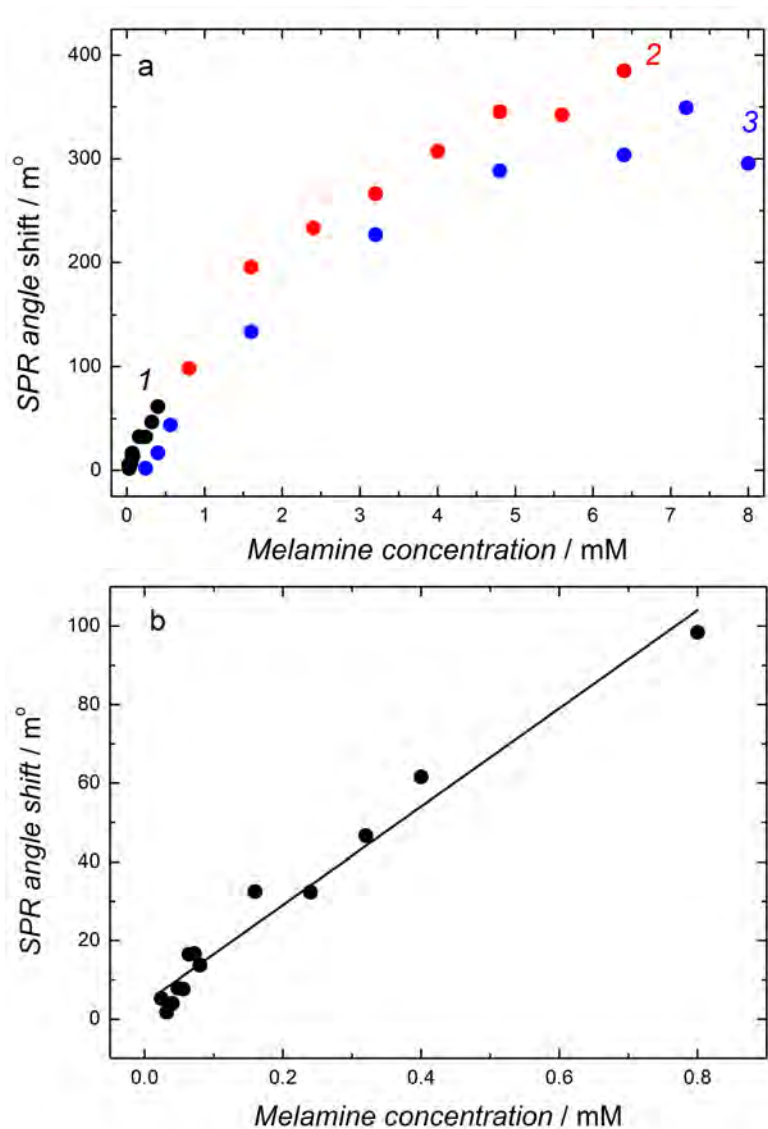 a
2
3
1
400
300
200
100
0
SPR angle shift / mº
0 1 2 3 4 5 6 7 8
Melamine concentration / mM
b
100
80
60
40
20
0
SPR angle shift / mº
0.0 0.2 0.4 0.6 0.8
Melamine concentration / mM